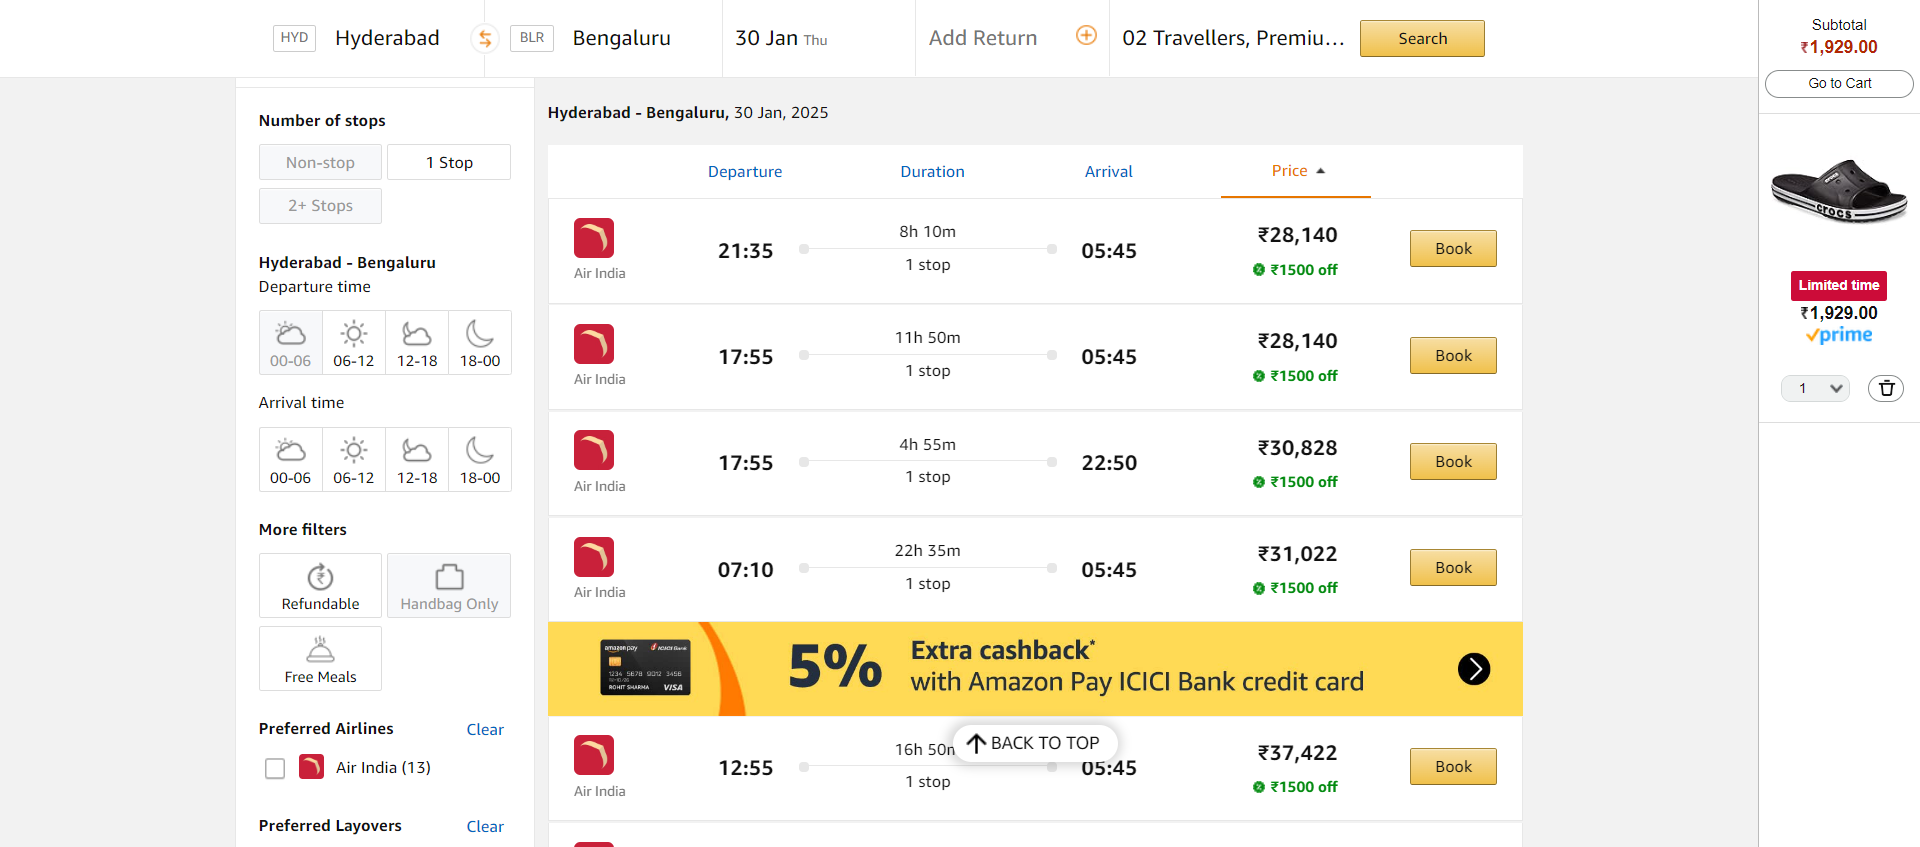 HYD Hyderabad
BLR Bengaluru
30 Jan Thu
Add Return
02 Travellers, Premiu...
Search
Subtotal
₹1,929.00
Go to Cart
Number of stops
Non-stop
1 Stop
2+ Stops
Hyderabad - Bengaluru
Departure time
00-06 06-12 12-18 18-00
Arrival time
00-06 06-12 12-18 18-00
More filters
Refundable
Handbag Only
Free Meals
Preferred Airlines Clear
Air India (13)
Preferred Layovers Clear
Hyderabad - Bengaluru, 30 Jan, 2025
Departure Duration Arrival Price
Air India
21:35
8h 10m
1 stop
05:45
₹28,140
₹1500 off
Book
Air India
17:55
11h 50m
1 stop
05:45
₹28,140
₹1500 off
Book
Air India
17:55
4h 55m
1 stop
22:50
₹30,828
₹1500 off
Book
Air India
07:10
22h 35m
1 stop
05:45
₹31,022
₹1500 off
Book
amazon pay ICICI Bank
1234 5678 9012 3456
ROHIT SHARMA VISA
5%
Extra cashback*
with Amazon Pay ICICI Bank credit card
BACK TO TOP
Air India
12:55
16h 50m
1 stop
05:45
₹37,422
₹1500 off
Book
crocs
Limited time
₹1,929.00
prime
1